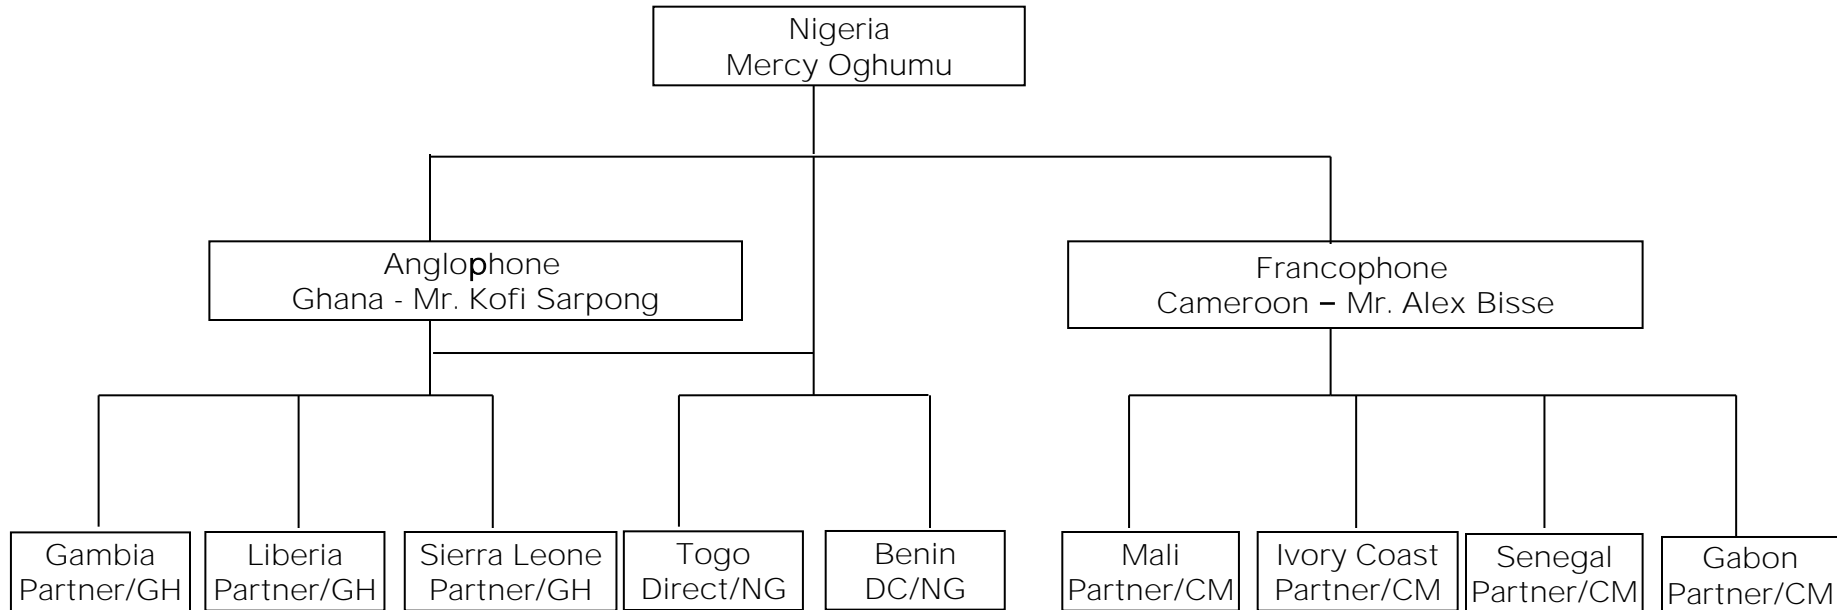 Nigeria
Mercy Oghumu
Anglophone
Ghana - Mr. Kofi Sarpong
Francophone
Cameroon – Mr. Alex Bisse
Gambia
Partner/GH
Liberia
Partner/GH
Sierra Leone
Partner/GH
Togo
Direct/NG
Benin
DC/NG
Mali
Partner/CM
Ivory Coast
Partner/CM
Senegal
Partner/CM
Gabon
Partner/CM